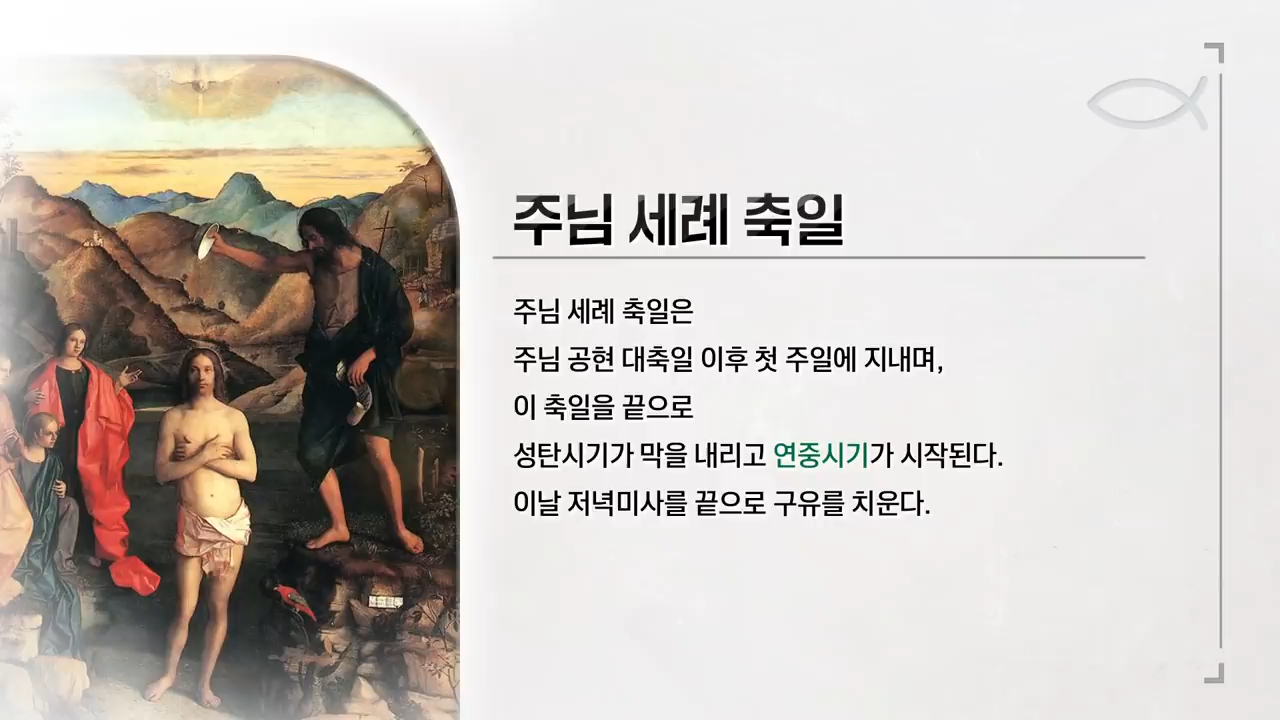 주님 세례 축일
주님 세례 축일은
주님 공현 대축일 이후 첫 주일에 지내며,
이 축일을 끝으로
성탄시기가 막을 내리고 연중시기가 시작된다.
이날 저녁미사를 끝으로 구유를 치운다.